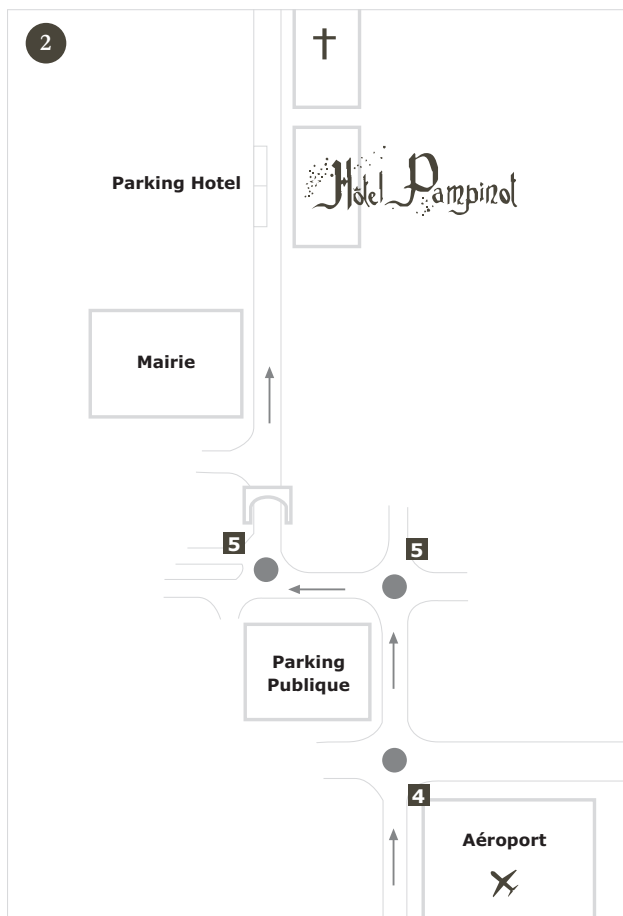 2
Parking Hotel
Hôtel Pampinot
Mairie
5
5
Parking
Publique
4
Aéroport